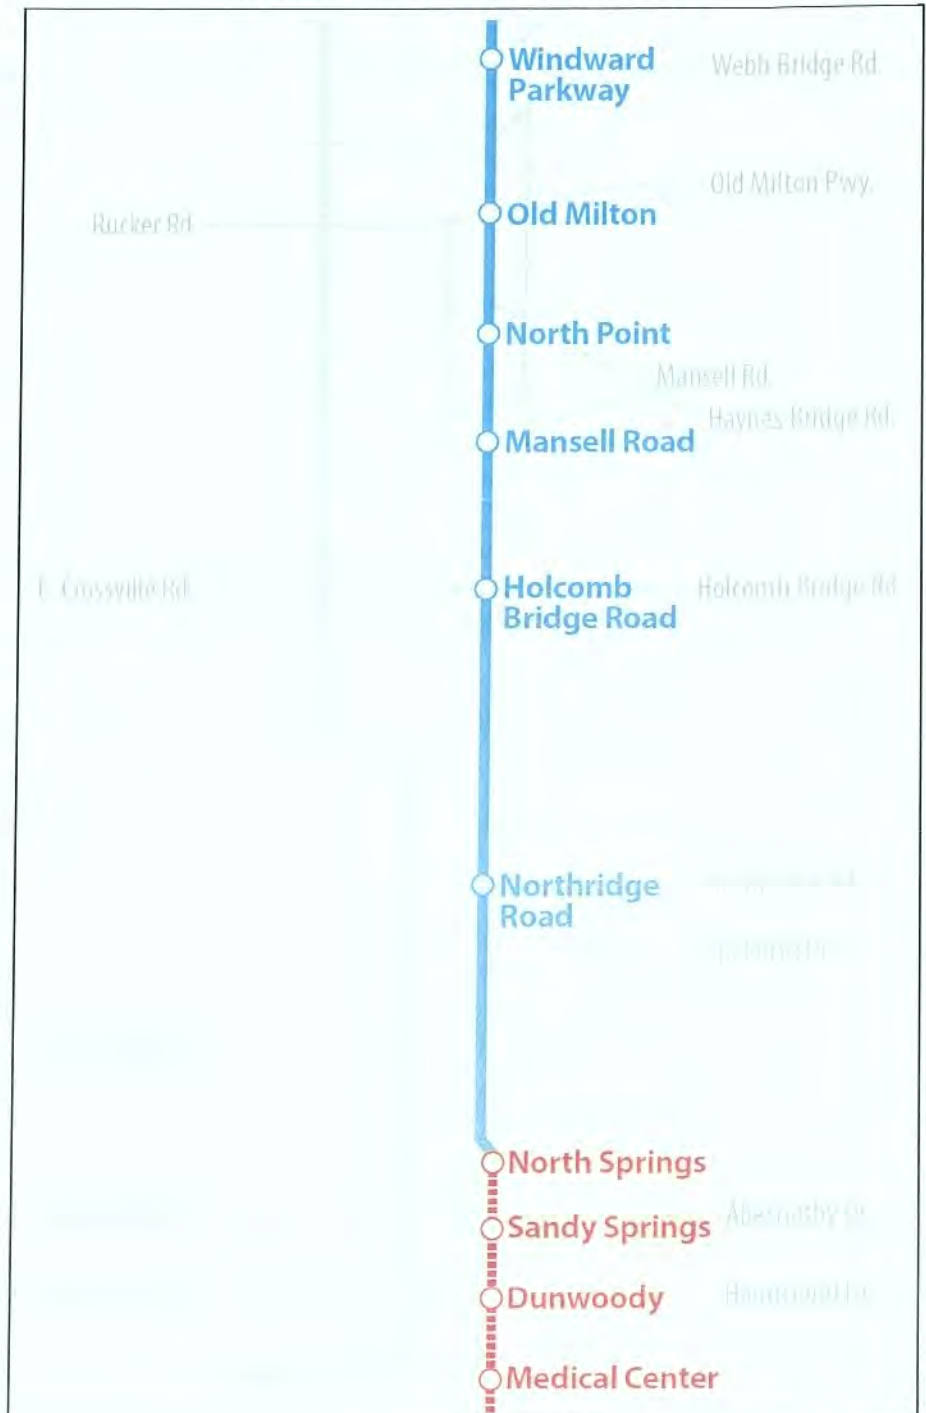 Windward
Parkway
Webb Bridge Rd.
Old Milton Pwy.
Old Milton
Rucker Rd
North Point
Mansell Rd.
Haynes Bridge Rd.
Mansell Road
E. Crossville Rd.
Holcomb
Bridge Road
Holcomb Bridge Rd
Northridge
Road
North Springs
Abernathy
Sandy Springs
Dunwoody
Hammond
Medical Center